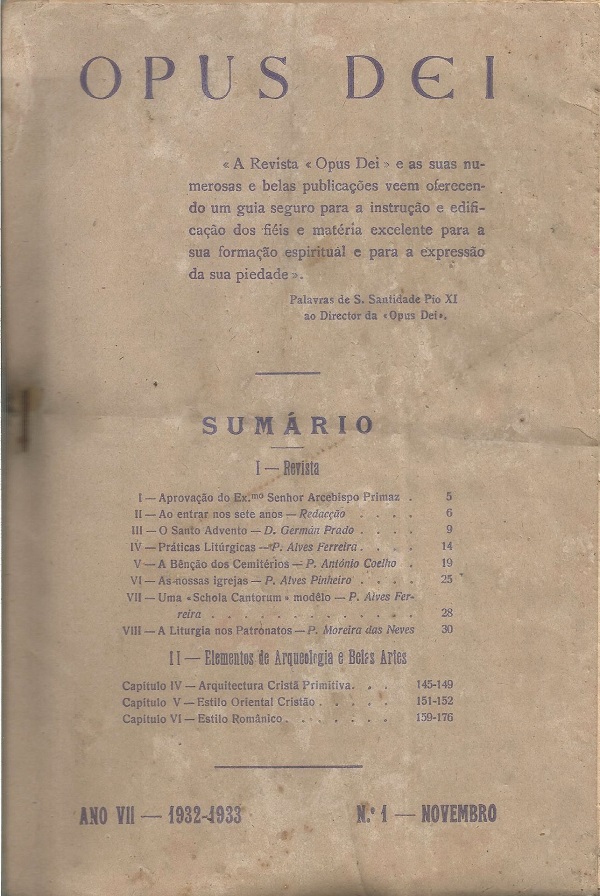 OPUS DEI
« A Revista « Opus Dei » e as suas nu-
merosas e belas publicações veem oferecen-
do um guia seguro para a instrução e edifi-
cação dos fiéis e matéria excelente para a
sua formação espiritual e para a expressão
da sua piedade ».
Palavras de S. Santidade Pio XI
ao Director da «Opus Dei».
SUMÁRIO
I — Revista
I — Aprovação do Ex.mo Senhor Arcebispo Primaz . 5
II — Ao entrar nos sete anos — Redacção . . . . 6
III — O Santo Advento — D. Germán Prado . . . . 9
IV — Práticas Litúrgicas — P. Alves Ferreira . . . . 14
V — A Bênção dos Cemitérios — P. António Coelho . 19
VI — As nossas igrejas — P. Alves Pinheiro . . . . 25
VII — Uma «Schola Cantorum» modêlo — P. Alves Fer-
reira . . . . . . . . . . . . . 28
VIII — A Liturgia nos Patronatos — P. Moreira das Neves 30
II — Elementos de Arqueologia e Belas Artes
Capítulo IV — Arquitectura Cristã Primitiva. . . 145-149
Capítulo V — Estilo Oriental Cristão . . . . . 151-152
Capítulo VI — Estilo Românico . . . . . . . 159-176
ANO VII — 1932-1933
N.º 1 — NOVEMBRO